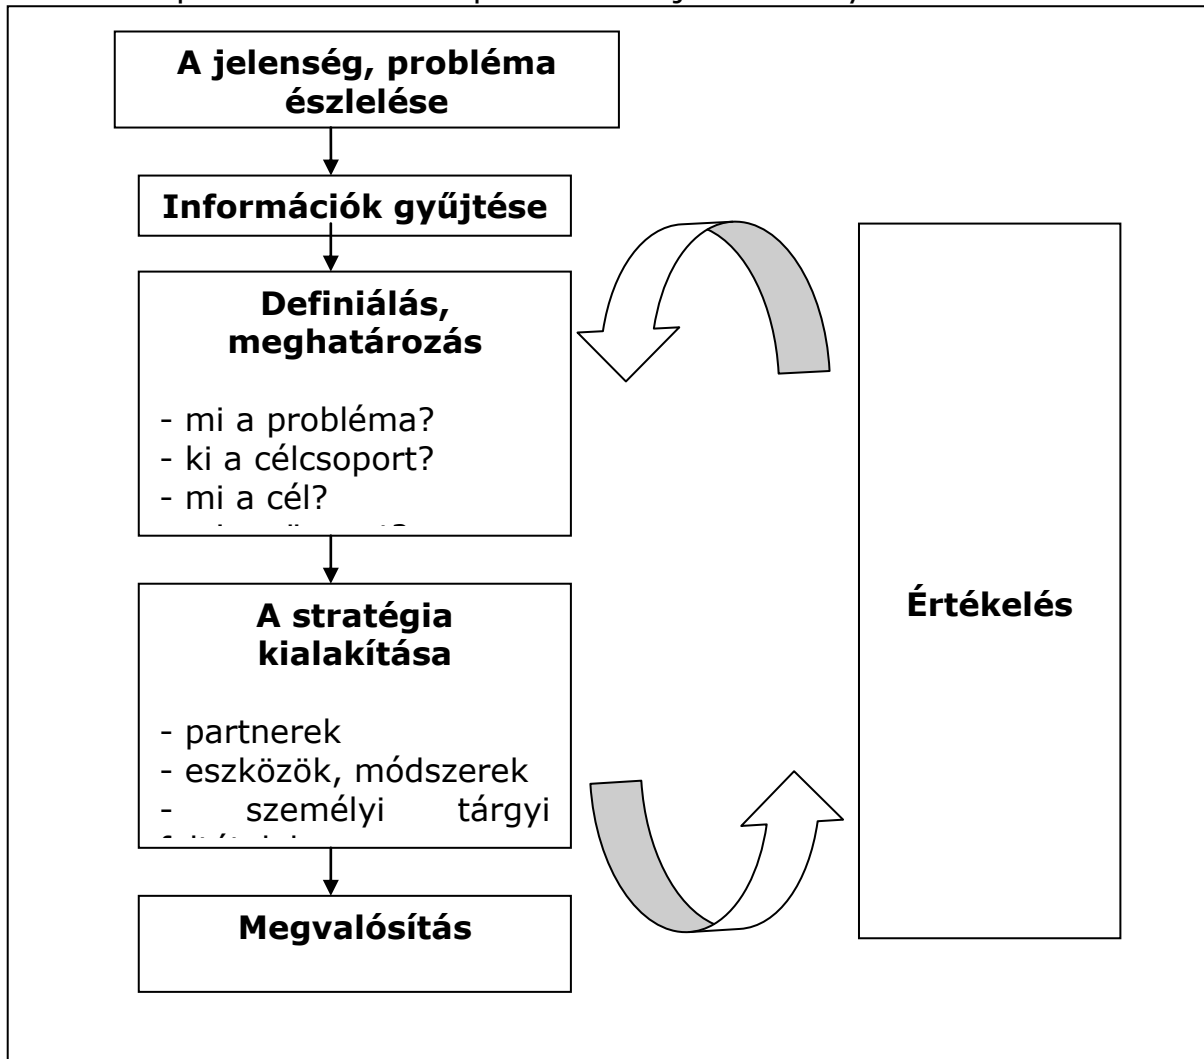 A jelenség, probléma
észlelése
Információk gyűjtése
Definiálás,
meghatározás
- mi a probléma?
- ki a célcsoport?
- mi a cél?
A stratégia
kialakítása
- partnerek
- eszközök, módszerek
- személyi tárgyi
Megvalósítás
Értékelés